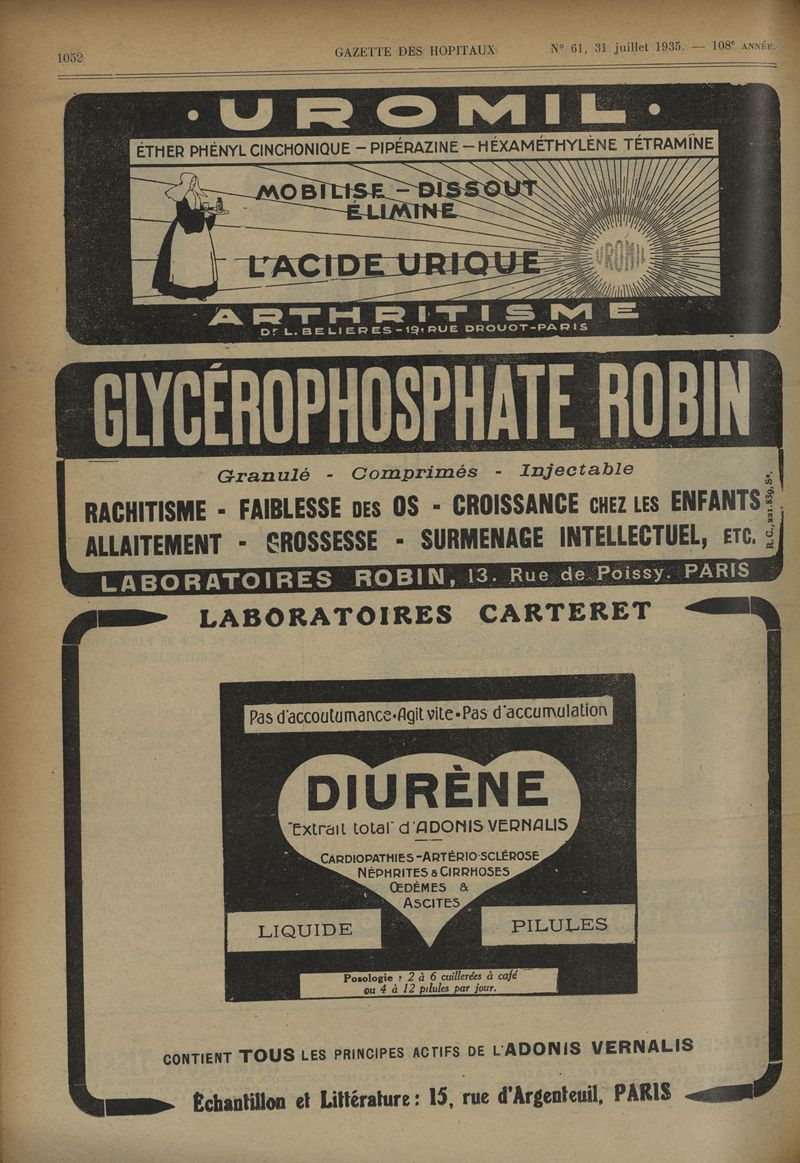 1052
GAZETTE DES HOPITAUX
N° 61, 31 juillet 1935. — 108e ANNÉE.
· UROMIL ·
ÉTHER PHÉNYL CINCHONIQUE – PIPÉRAZINE – HÉXAMÉTHYLÈNE TÉTRAMINE
MOBILISE – DISSOUT
ÉLIMINE
UROMIL
L'ACIDE URIQUE
ARTHRITISME
Dr L. BELIERES - 19, RUE DROUOT - PARIS
GLYCÉROPHOSPHATE ROBIN
Granulé - Comprimés - Injectable
RACHITISME - FAIBLESSE DES OS - CROISSANCE CHEZ LES ENFANTS
ALLAITEMENT - GROSSESSE - SURMENAGE INTELLECTUEL, ETC.
R. C., 221.839, Se.
LABORATOIRES ROBIN, 13. Rue de Poissy. PARIS
LABORATOIRES CARTERET
Pas d'accoutumance · Agit vite · Pas d'accumulation
DIURÈNE
"Extrait total" d'ADONIS VERNALIS
CARDIOPATHIES - ARTÉRIO-SCLÉROSE
NÉPHRITES & CIRRHOSES
ŒDÈMES &
ASCITES
LIQUIDE
PILULES
Posologie : 2 à 6 cuillerées à café
ou 4 à 12 pilules par jour.
CONTIENT TOUS LES PRINCIPES ACTIFS DE L'ADONIS VERNALIS
Échantillon et Littérature : 15, rue d'Argenteuil, PARIS